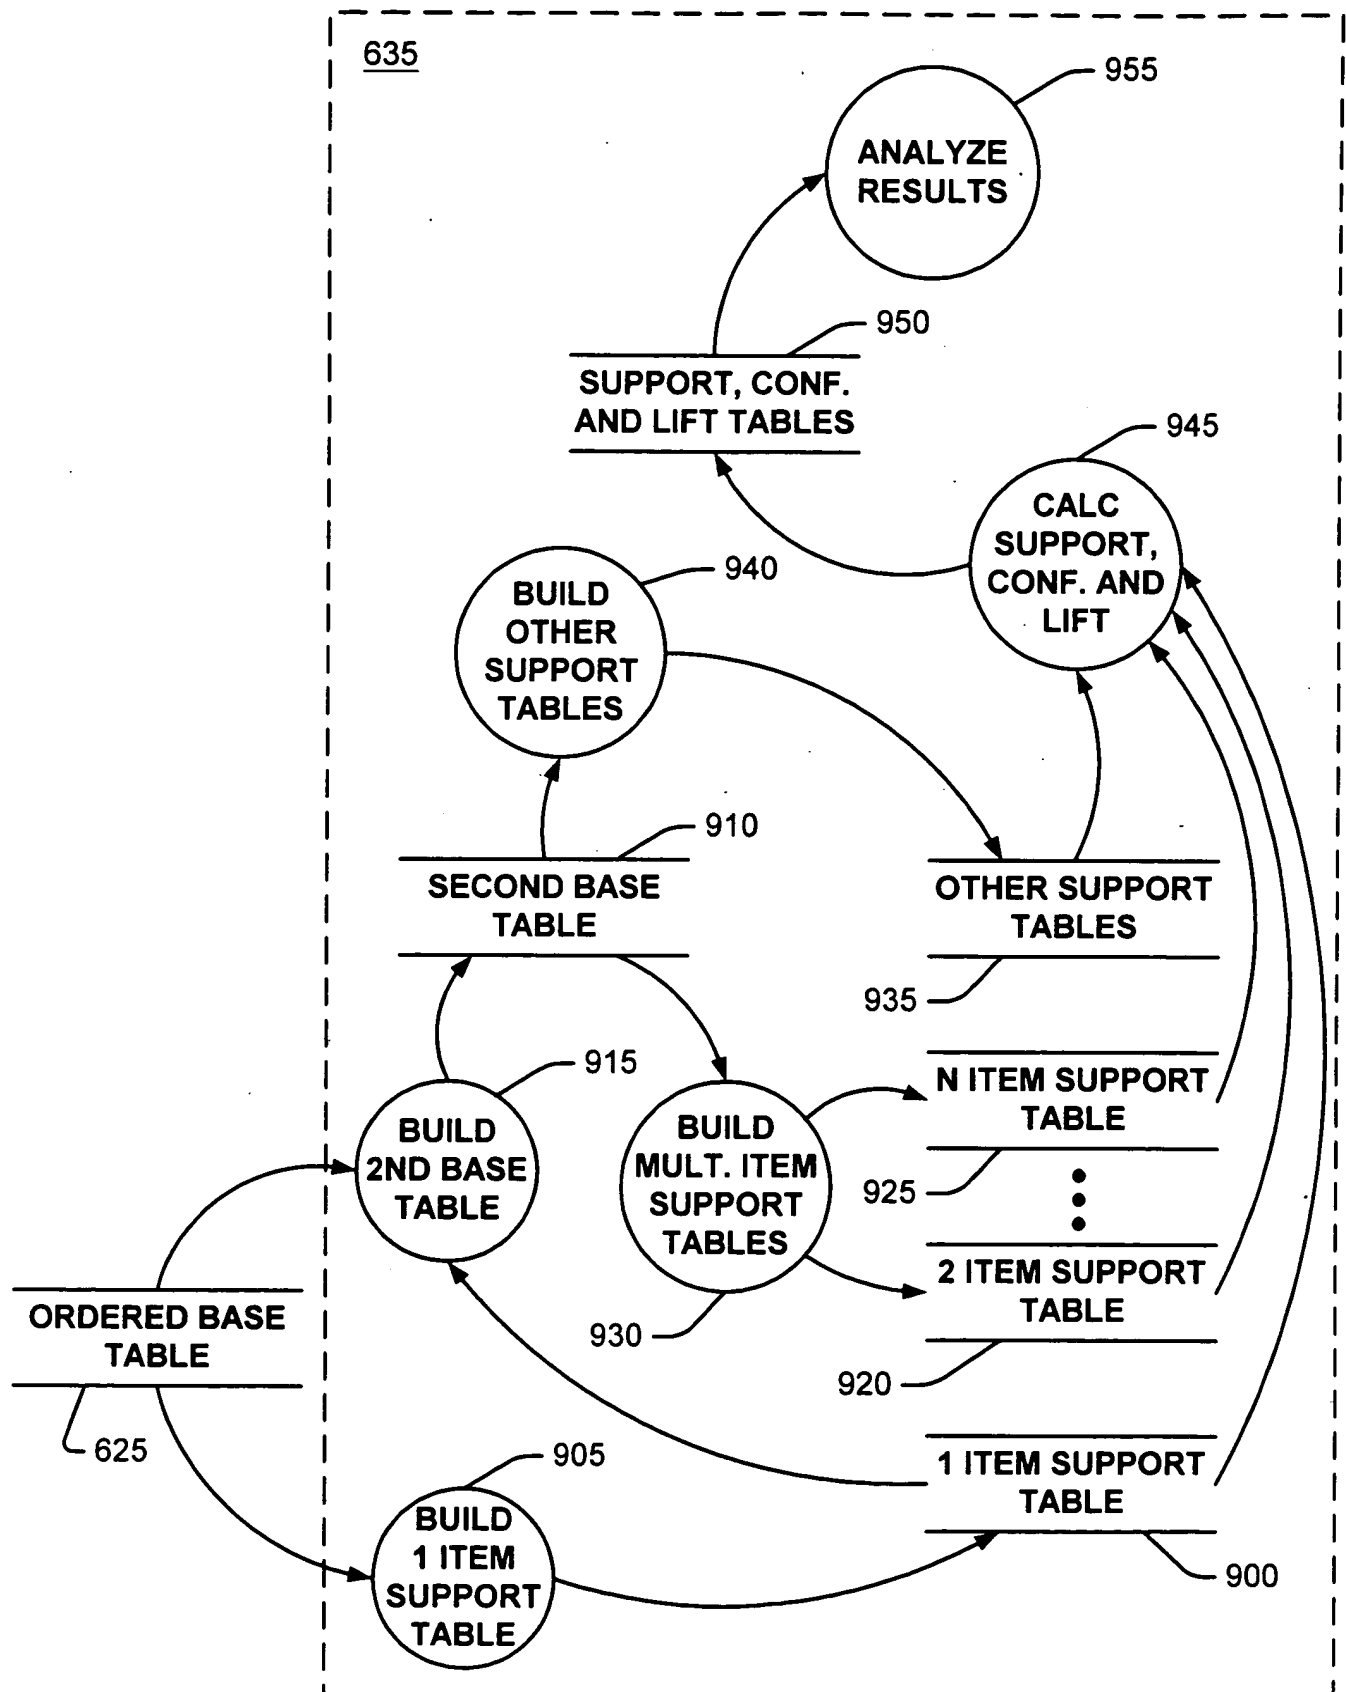 635
955
ANALYZE
RESULTS
950
SUPPORT, CONF.
AND LIFT TABLES
945
CALC
SUPPORT,
CONF. AND
LIFT
940
BUILD
OTHER
SUPPORT
TABLES
910
SECOND BASE
TABLE
OTHER SUPPORT
TABLES
935
915
N ITEM SUPPORT
TABLE
BUILD
2ND BASE
TABLE
BUILD
MULT. ITEM
SUPPORT
TABLES
925
2 ITEM SUPPORT
TABLE
ORDERED BASE
TABLE
930
920
625
905
1 ITEM SUPPORT
TABLE
BUILD
1 ITEM
SUPPORT
TABLE
900